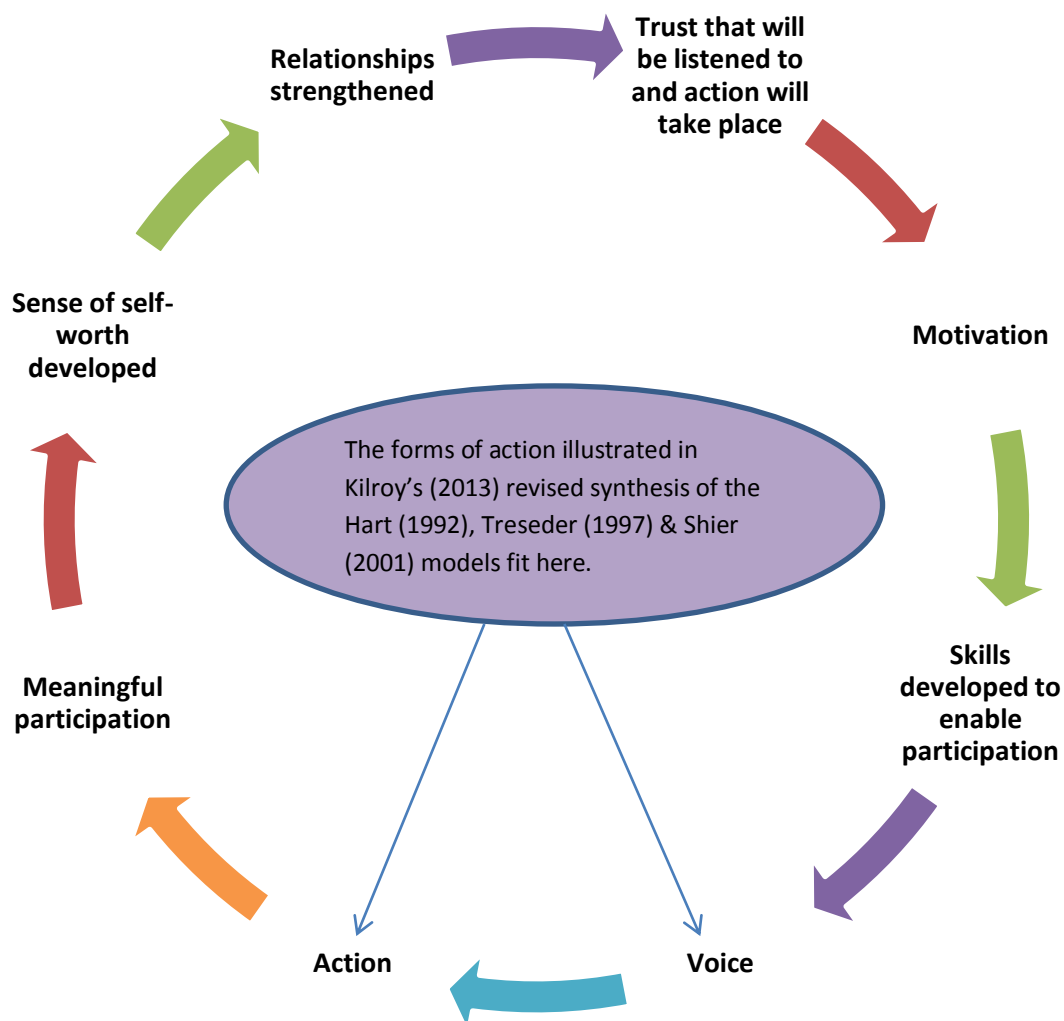 Relationships
strengthened
Trust that will
be listened to
and action will
take place
Motivation
Skills
developed to
enable
participation
Voice
Action
Meaningful
participation
Sense of self-
worth
developed
The forms of action illustrated in
Kilroy’s (2013) revised synthesis of the
Hart (1992), Treseder (1997) & Shier
(2001) models fit here.